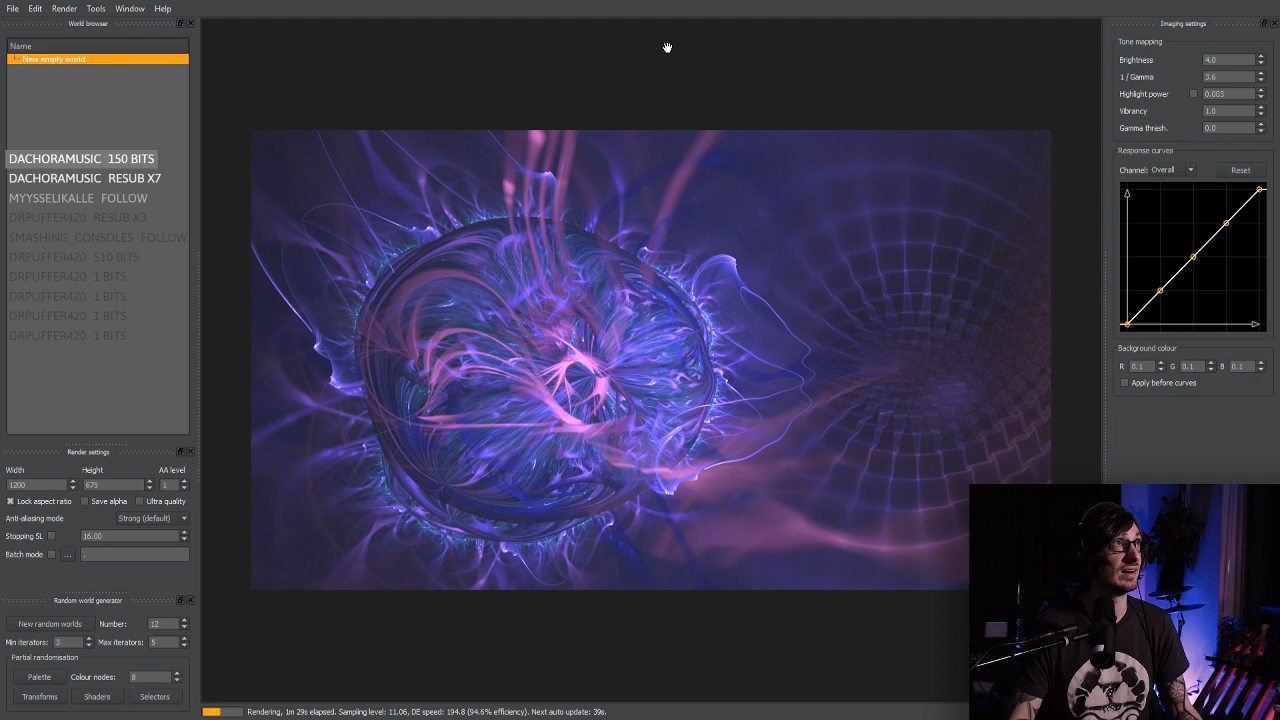 File Edit Render Tools Window Help
World browser
Name
New empty world
DACHORAMUSIC 150 BITS
DACHORAMUSIC RESUB X7
MYYSSELIKALLE FOLLOW
DRPUFFER420 RESUB X3
SMASHING_CONSOLES FOLLOW
DRPUFFER420 510 BITS
DRPUFFER420 1 BITS
DRPUFFER420 1 BITS
DRPUFFER420 1 BITS
DRPUFFER420 1 BITS
Render settings
Width Height AA level
1200 675 1
Lock aspect ratio Save alpha Ultra quality
Anti-aliasing mode Strong (default)
Stopping SL 16.00
Batch mode ... .
Random world generator
New random worlds Number: 12
Min iterators: 3 Max iterators: 5
Partial randomisation
Palette Colour nodes: 8
Transforms Shaders Selectors
Rendering, 1m 29s elapsed. Sampling level: 11.06, DE speed: 194.8 (94.6% efficiency). Next auto update: 39s.
Imaging settings
Tone mapping
Brightness 4.0
1 / Gamma 3.6
Highlight power 0.003
Vibrancy 1.0
Gamma thresh. 0.0
Response curves
Channel: Overall Reset
Background colour
R 0.1 G 0.1 B 0.1
Apply before curves